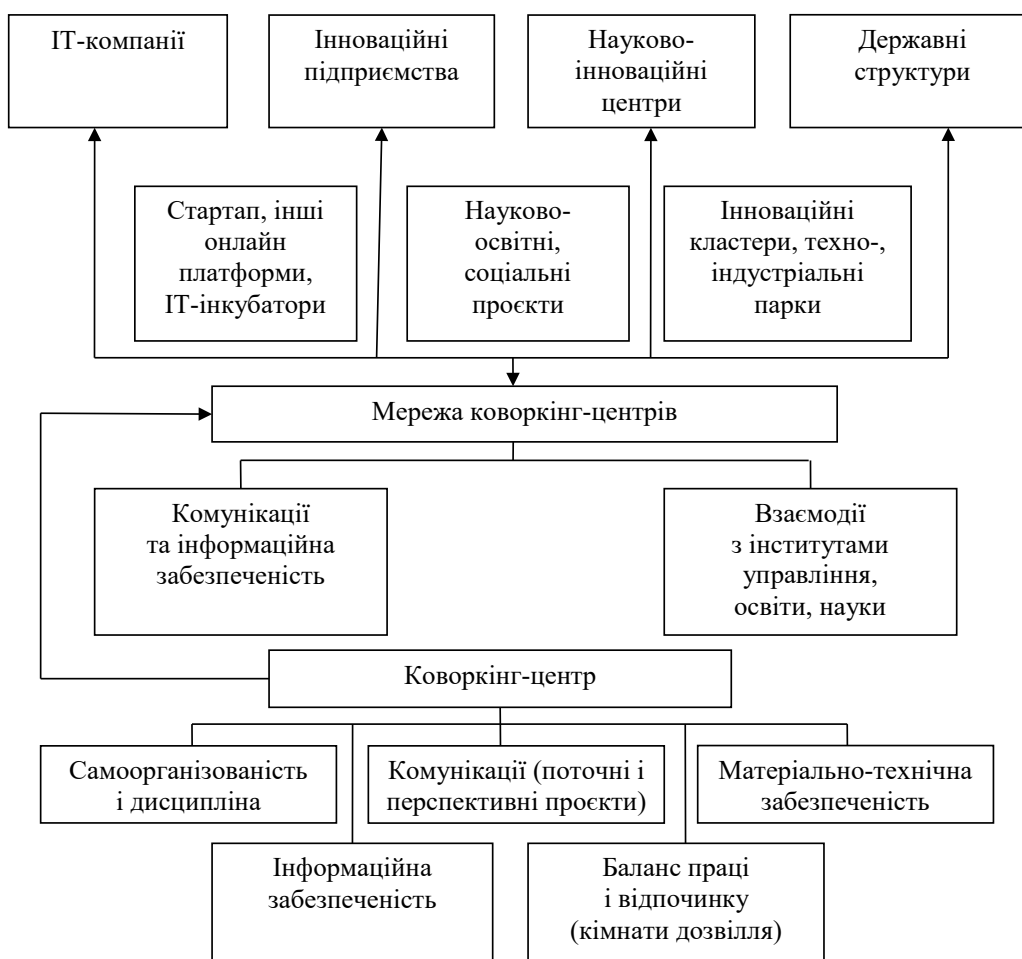 ІТ-компанії
Інноваційні
підприємства
Науково-
інноваційні
центри
Державні
структури
Стартап, інші
онлайн
платформи,
ІТ-інкубатори
Науково-
освітні,
соціальні
проєкти
Інноваційні
кластери, техно-,
індустріальні
парки
Мережа коворкінг-центрів
Комунікації
та інформаційна
забезпеченість
Взаємодії
з інститутами
управління,
освіти, науки
Коворкінг-центр
Самоорганізованість
і дисципліна
Комунікації (поточні і
перспективні проєкти)
Матеріально-технічна
забезпеченість
Інформаційна
забезпеченість
Баланс праці
і відпочинку
(кімнати дозвілля)